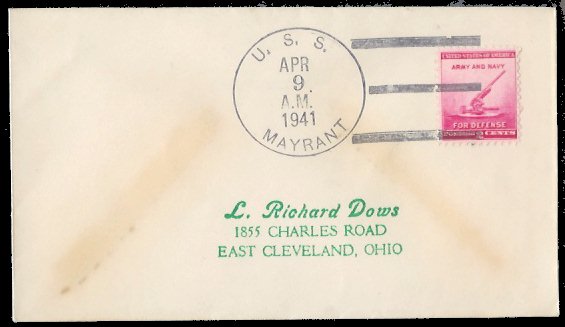 U. S. S.
APR
9
A.M.
1941
MAYRANT
UNITED STATES OF AMERICA
ARMY AND NAVY
FOR DEFENSE
CENTS
L. Richard Dows
1855 CHARLES ROAD
EAST CLEVELAND, OHIO